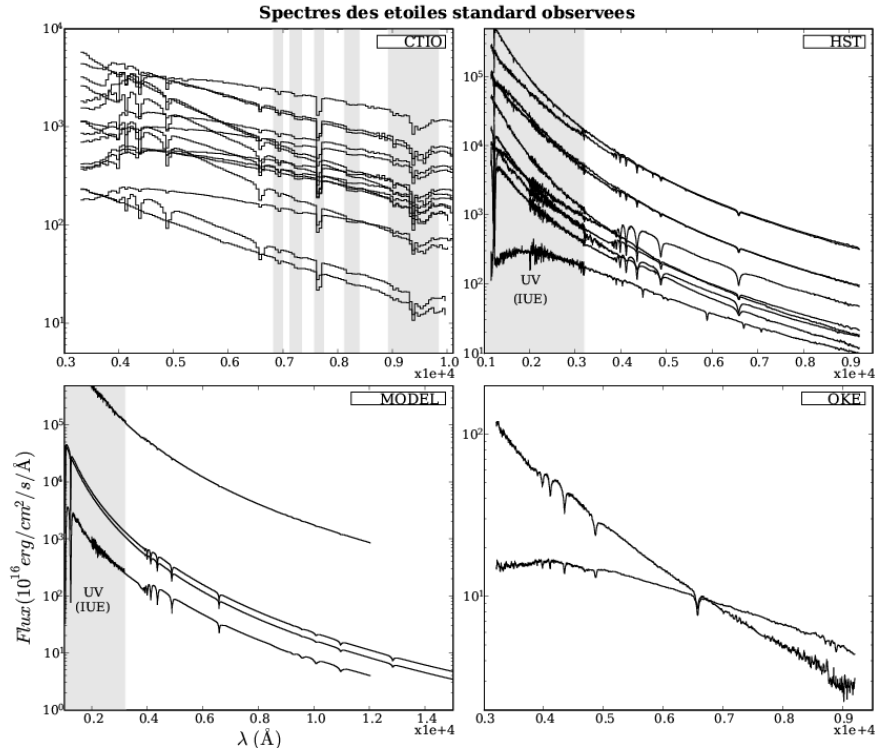 Spectres des etoiles standard observees
CTIO
10^4
10^3
10^2
10^1
0.3 0.4 0.5 0.6 0.7 0.8 0.9 1.0
x1e+4
HST
10^5
10^4
10^3
10^2
10
UV
(IUE)
0.1 0.2 0.3 0.4 0.5 0.6 0.7 0.8 0.9
x1e+4
MODEL
10^5
10^4
10^3
10^2
10^1
10^0
UV
(IUE)
0.2 0.4 0.6 0.8 1.0 1.2 1.4
x1e+4
Flux(10^16erg/cm^2/s/Å/Å)
λ (Å)
OKE
10^2
10^1
0.3 0.4 0.5 0.6 0.7 0.8 0.9
x1e+4